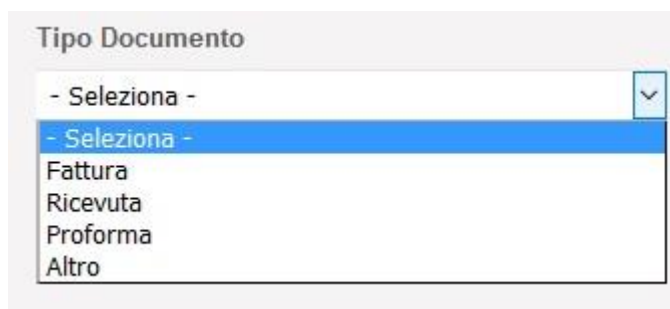 Tipo Documento
- Seleziona -
- Seleziona -
Fattura
Ricevuta
Proforma
Altro